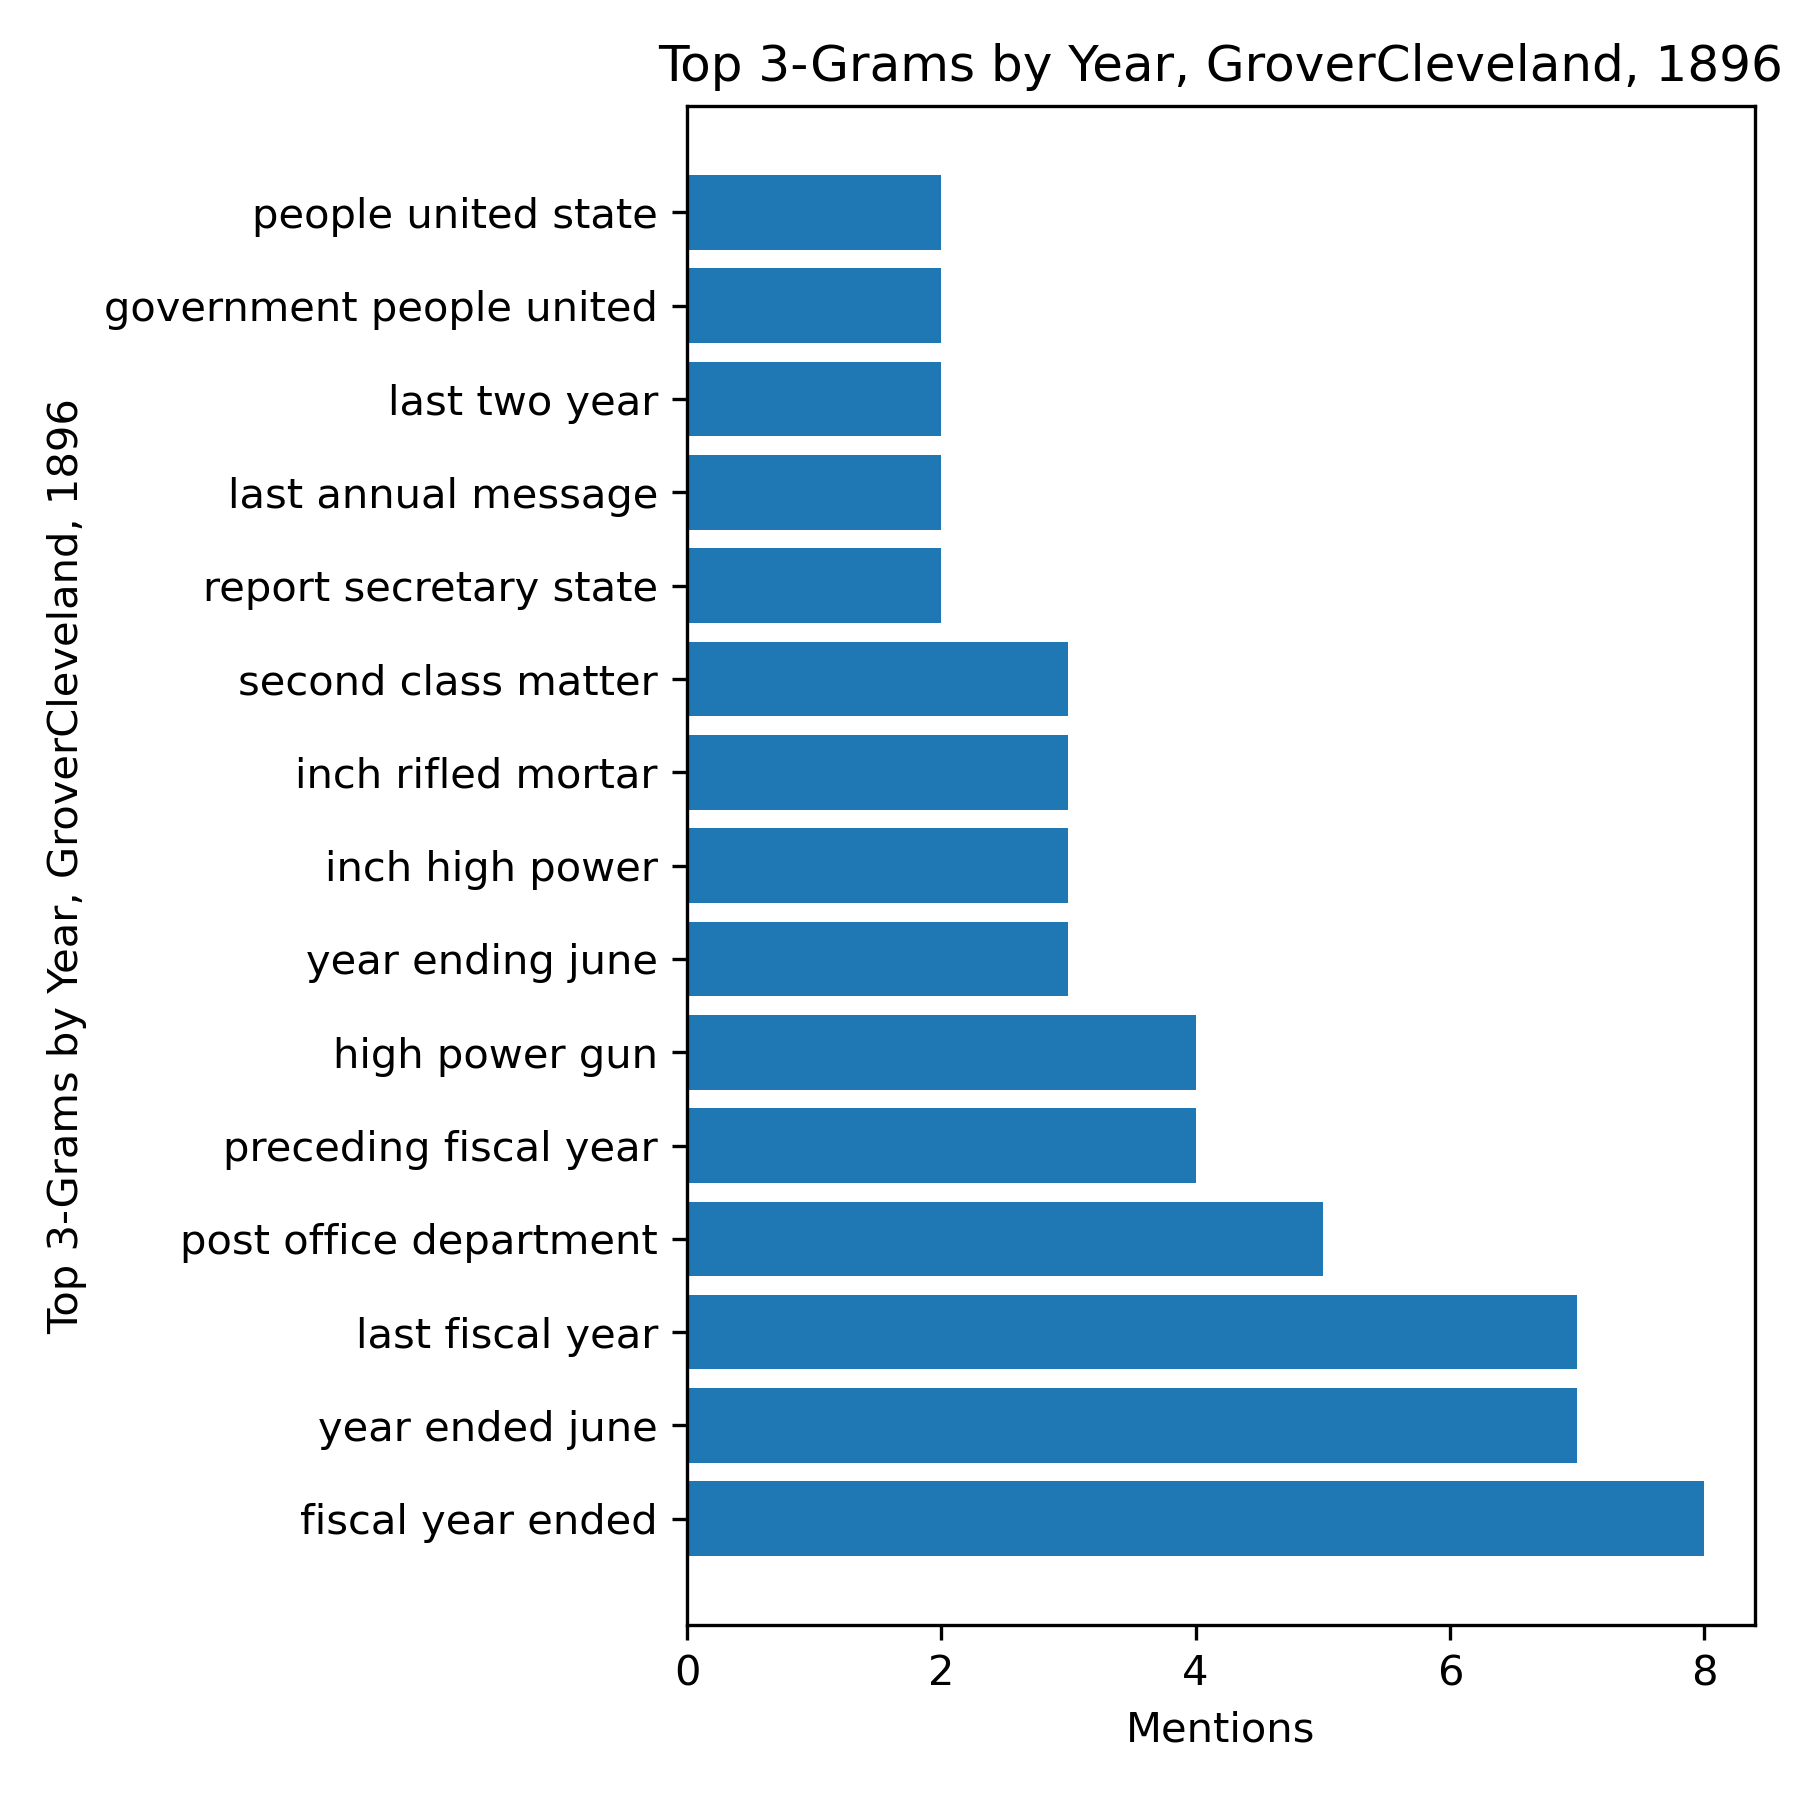 Top 3-Grams by Year, GroverCleveland, 1896
Top 3-Grams by Year, GroverCleveland, 1896
people united state
government people united
last two year
last annual message
report secretary state
second class matter
inch rifled mortar
inch high power
year ending june
high power gun
preceding fiscal year
post office department
last fiscal year
year ended june
fiscal year ended
0 2 4 6 8
Mentions